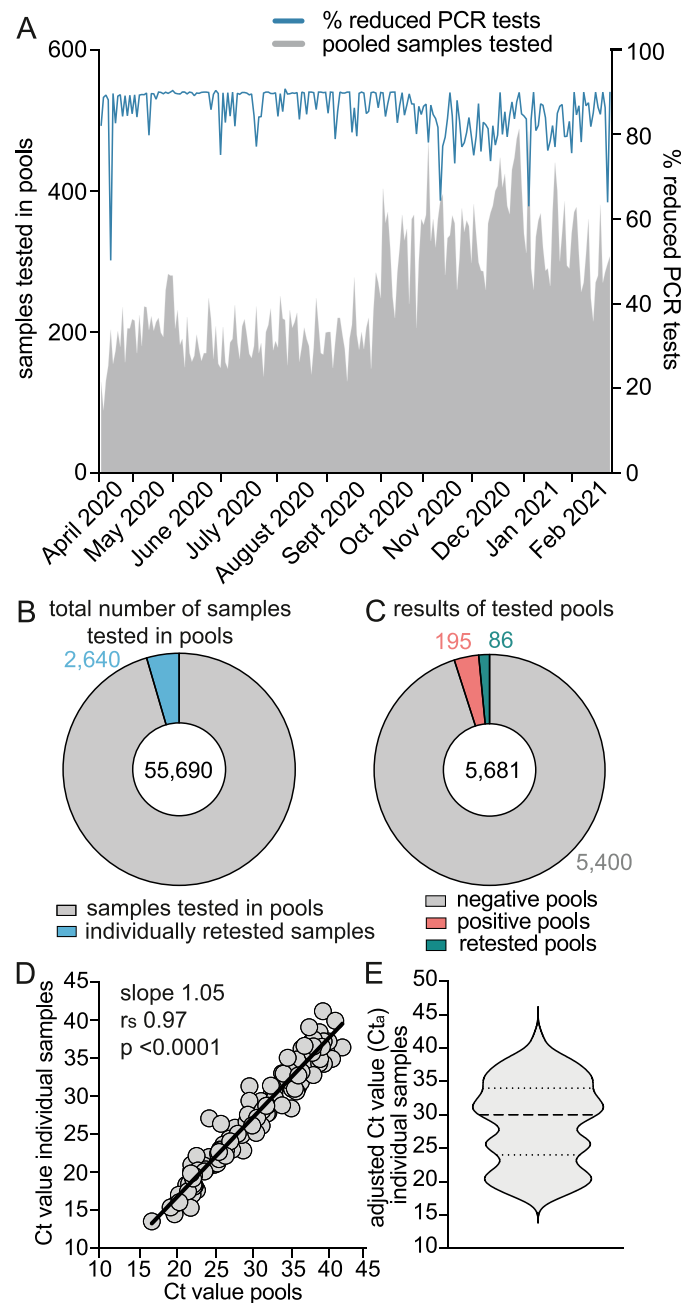 A
% reduced PCR tests
pooled samples tested
600
400
200
0
samples tested in pools
100
80
60
40
20
0
% reduced PCR tests
April 2020
May 2020
June 2020
July 2020
August 2020
Sept 2020
Oct 2020
Nov 2020
Dec 2020
Jan 2021
Feb 2021
B
total number of samples
tested in pools
2,640
55,690
samples tested in pools
individually retested samples
C
results of tested pools
195
86
5,681
5,400
negative pools
positive pools
retested pools
D
45
40
35
30
25
20
15
10
Ct value individual samples
slope 1.05
rs 0.97
p <0.0001
10
15
20
25
30
35
40
45
Ct value pools
E
50
45
40
35
30
25
20
15
10
adjusted Ct value (Cta)
individual samples